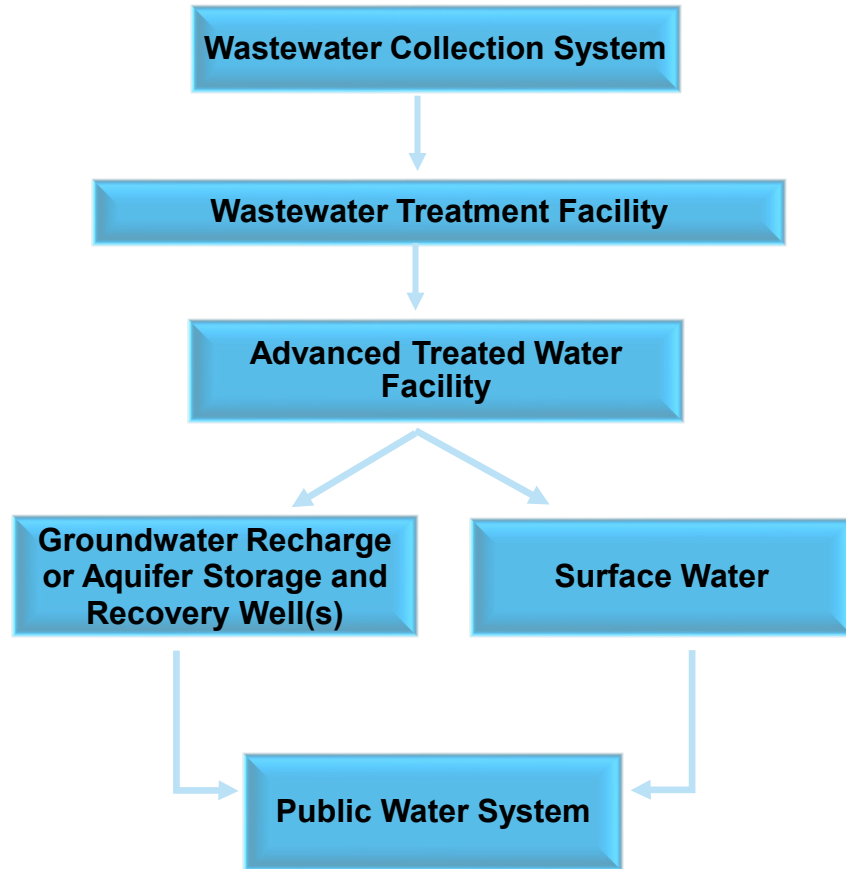 Wastewater Collection System
Wastewater Treatment Facility
Advanced Treated Water
Facility
Groundwater Recharge
or Aquifer Storage and
Recovery Well(s)
Surface Water
Public Water System